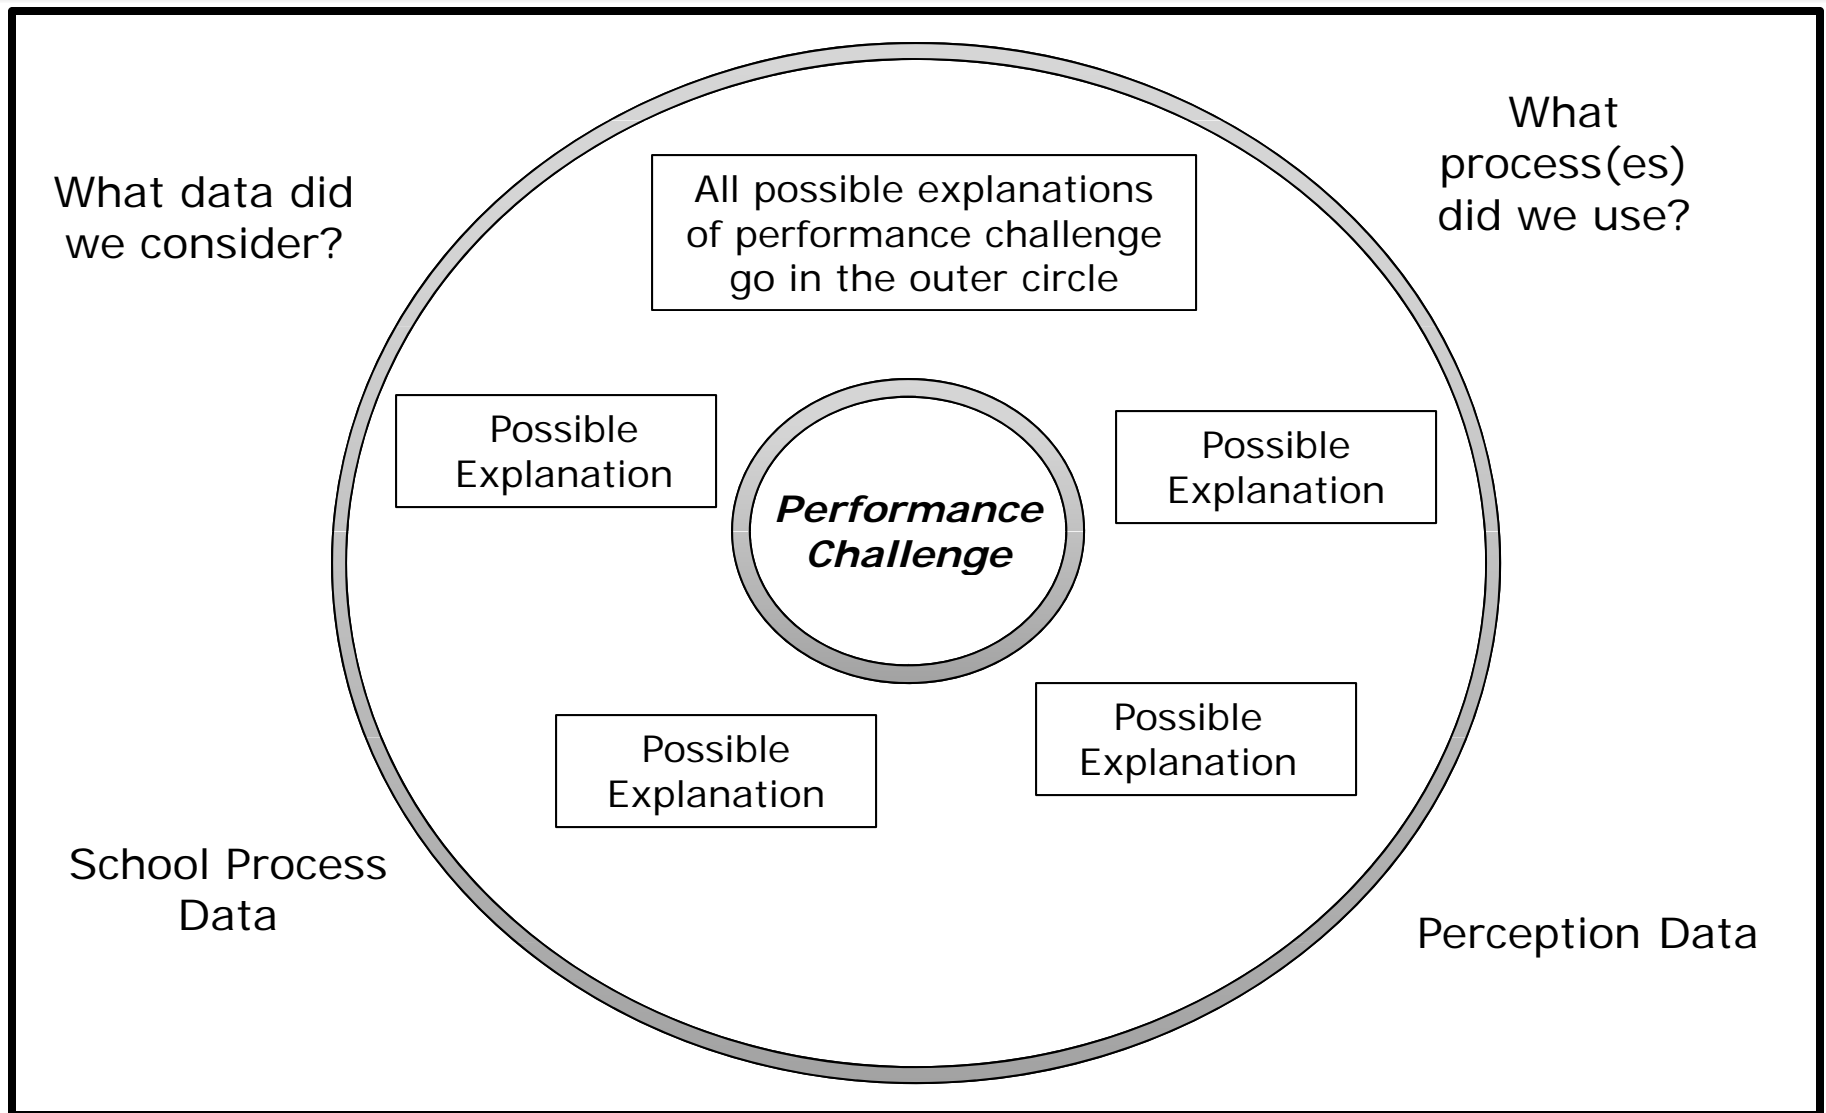 What data did
we consider?
What
process(es)
did we use?
All possible explanations
of performance challenge
go in the outer circle
Possible
Explanation
Possible
Explanation
Performance
Challenge
Possible
Explanation
Possible
Explanation
School Process
Data
Perception Data